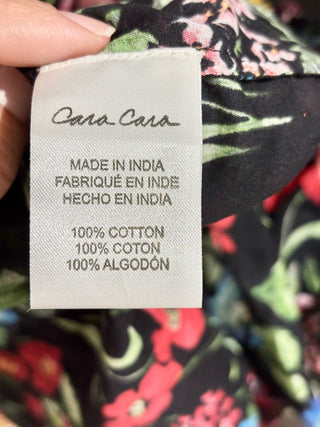 Cara Cara
MADE IN INDIA
FABRIQUÉ EN INDE
HECHO EN INDIA
100% COTTON
100% COTON
100% ALGODÓN